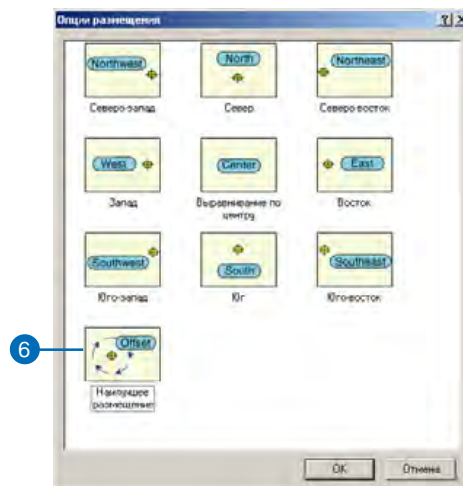 Опции размещения
Northwest
North
Northeast
Северо-запад
Север
Северо-восток
West
Center
East
Запад
Выравнивание по
центру
Восток
Southwest
South
Southeast
Юго-запад
Юг
Юго-восток
6
Offset
Наилучшее
размещение
OK
Отмена